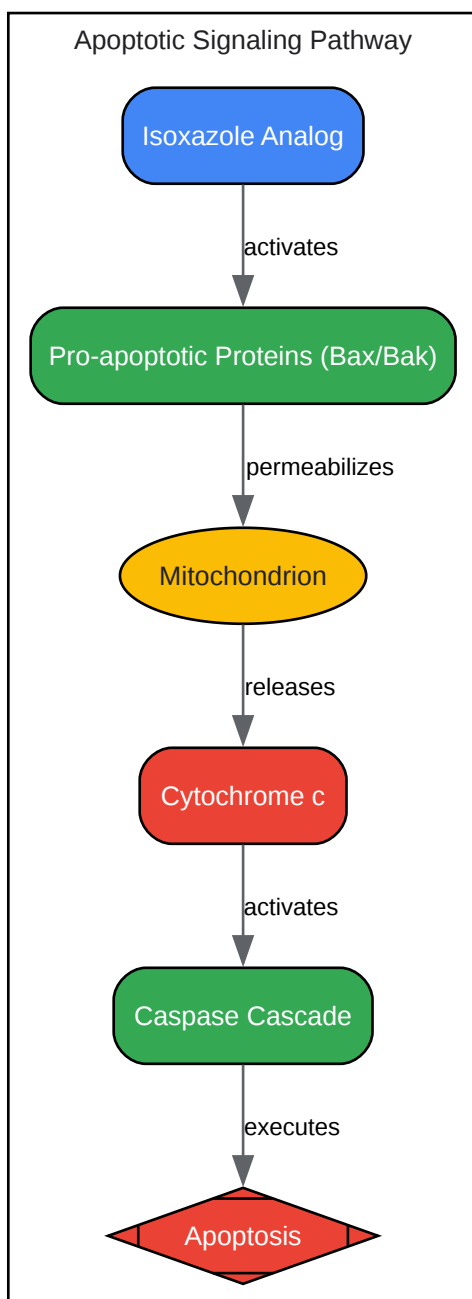 Apoptotic Signaling Pathway
Isoxazole Analog
activates
Pro-apoptotic Proteins (Bax/Bak)
permeabilizes
Mitochondrion
releases
Cytochrome c
activates
Caspase Cascade
executes
Apoptosis